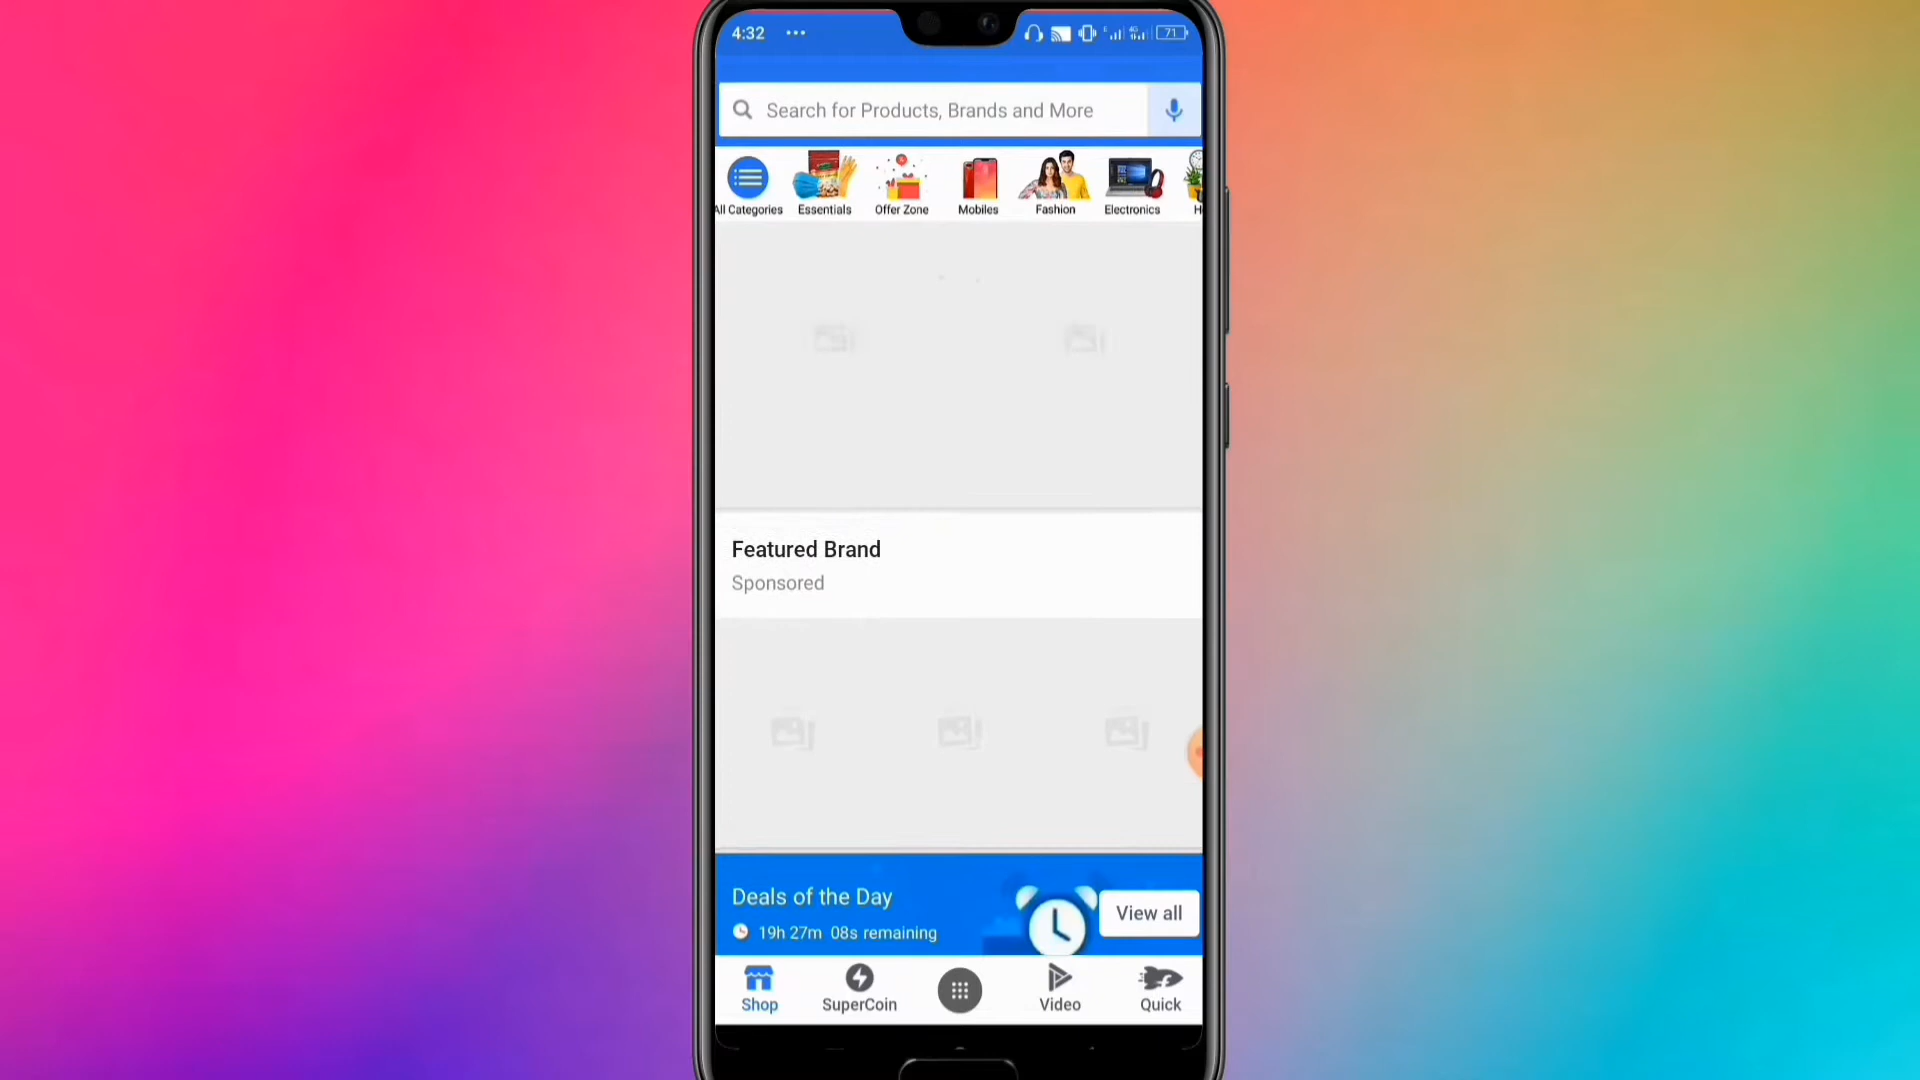 4:32
71
Search for Products, Brands and More
All Categories
Essentials
Offer Zone
Mobiles
Fashion
Electronics
Featured Brand
Sponsored
Deals of the Day
19h 27m 08s remaining
View all
Shop
SuperCoin
Video
Quick